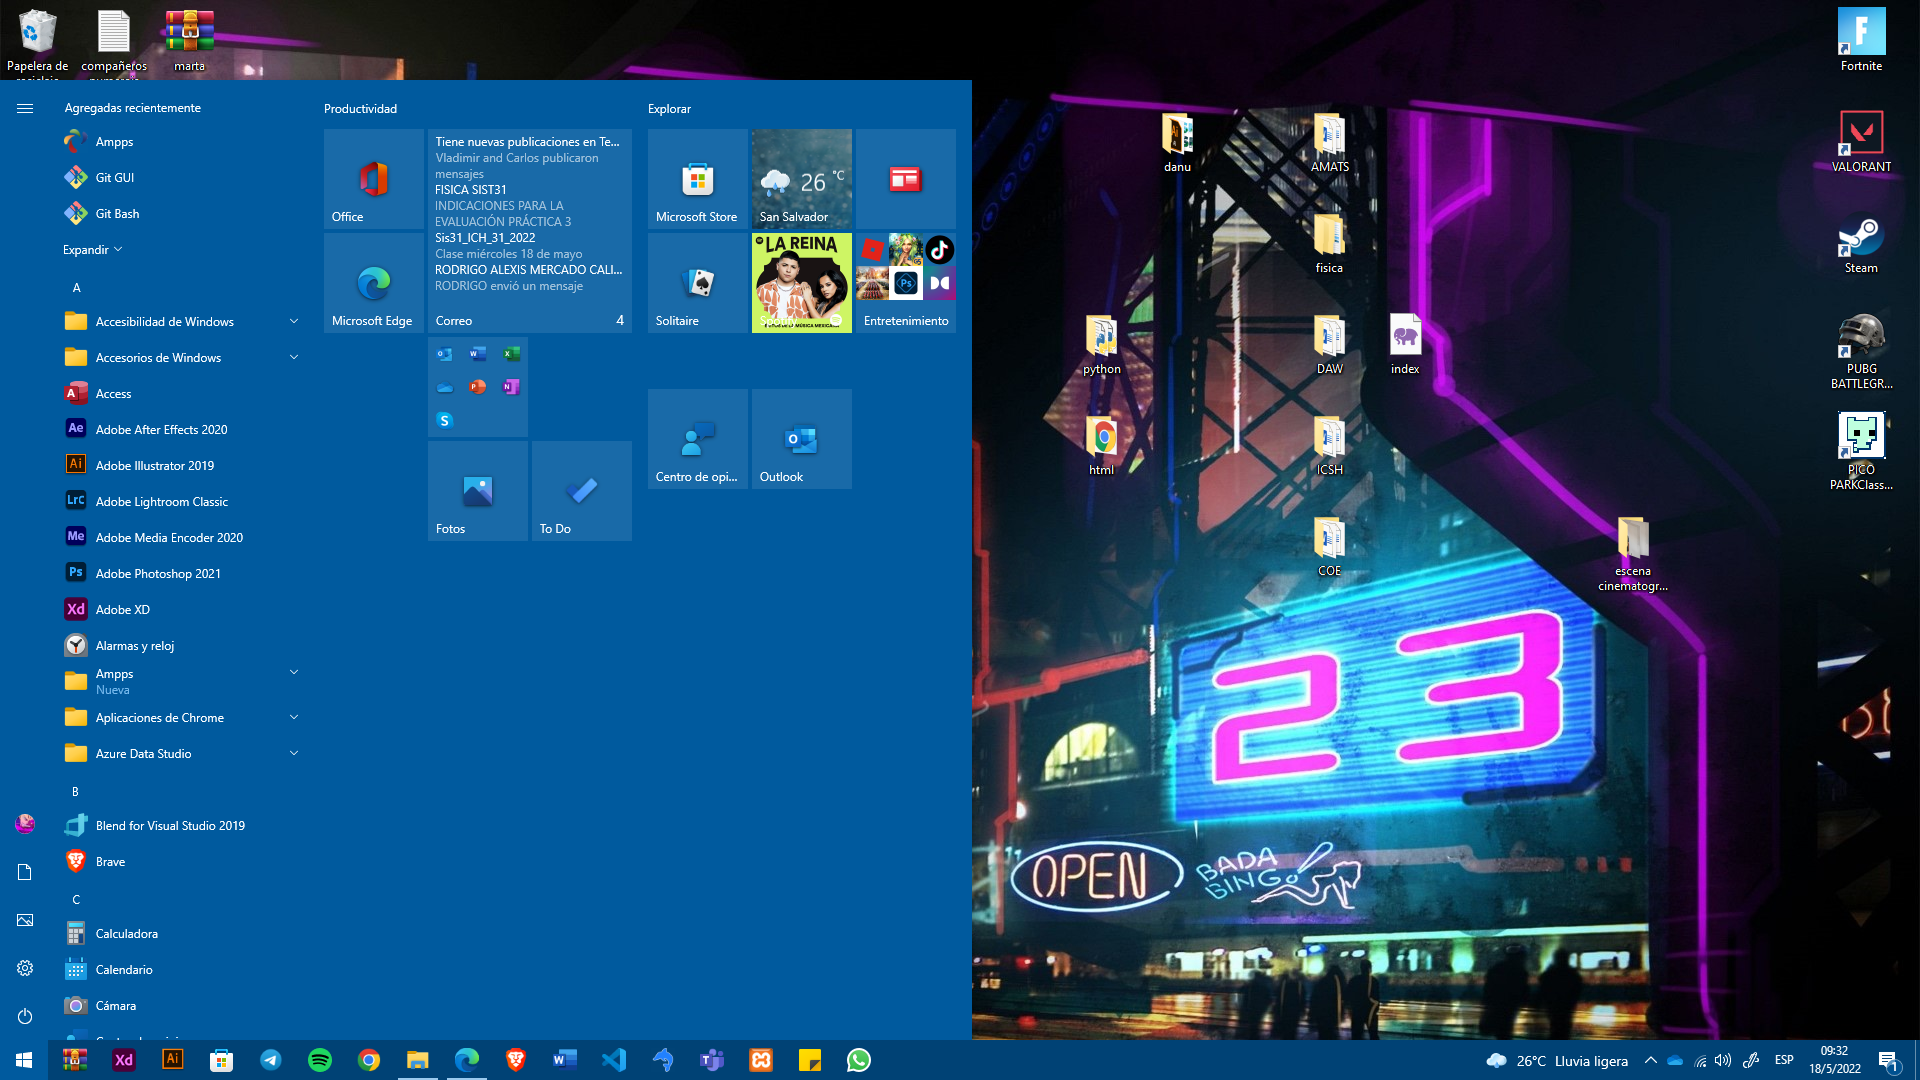 Papelera de
compañeros
marta
Fortnite
Agregadas recientemente
Ampps
Git GUI
Git Bash
Expandir
A
Accesibilidad de Windows
Accesorios de Windows
Access
Adobe After Effects 2020
Adobe Illustrator 2019
Adobe Lightroom Classic
Adobe Media Encoder 2020
Adobe Photoshop 2021
Adobe XD
Alarmas y reloj
Ampps
Nueva
Aplicaciones de Chrome
Azure Data Studio
B
Blend for Visual Studio 2019
Brave
C
Calculadora
Calendario
Cámara
Productividad
Office
Microsoft Edge
Tiene nuevas publicaciones en Te...
Vladimir and Carlos publicaron
mensajes
FISICA SIST31
INDICACIONES PARA LA
EVALUACIÓN PRÁCTICA 3
Sis31_ICH_31_2022
Clase miércoles 18 de mayo
RODRIGO ALEXIS MERCADO CALI...
RODRIGO envió un mensaje
Correo 4
Fotos
To Do
Explorar
Microsoft Store
26 °C
San Salvador
Solitaire
LA REINA
Spotify
Entretenimiento
Centro de opi...
Outlook
danu
AMATS
fisica
python
DAW
index
html
ICSH
COE
escena
cinematogr...
VALORANT
Steam
PUBG
BATTLEGR...
PICO
PARKClass...
23
OPEN
BADA
BINGO
26°C Lluvia ligera
ESP
09:32
18/5/2022
1